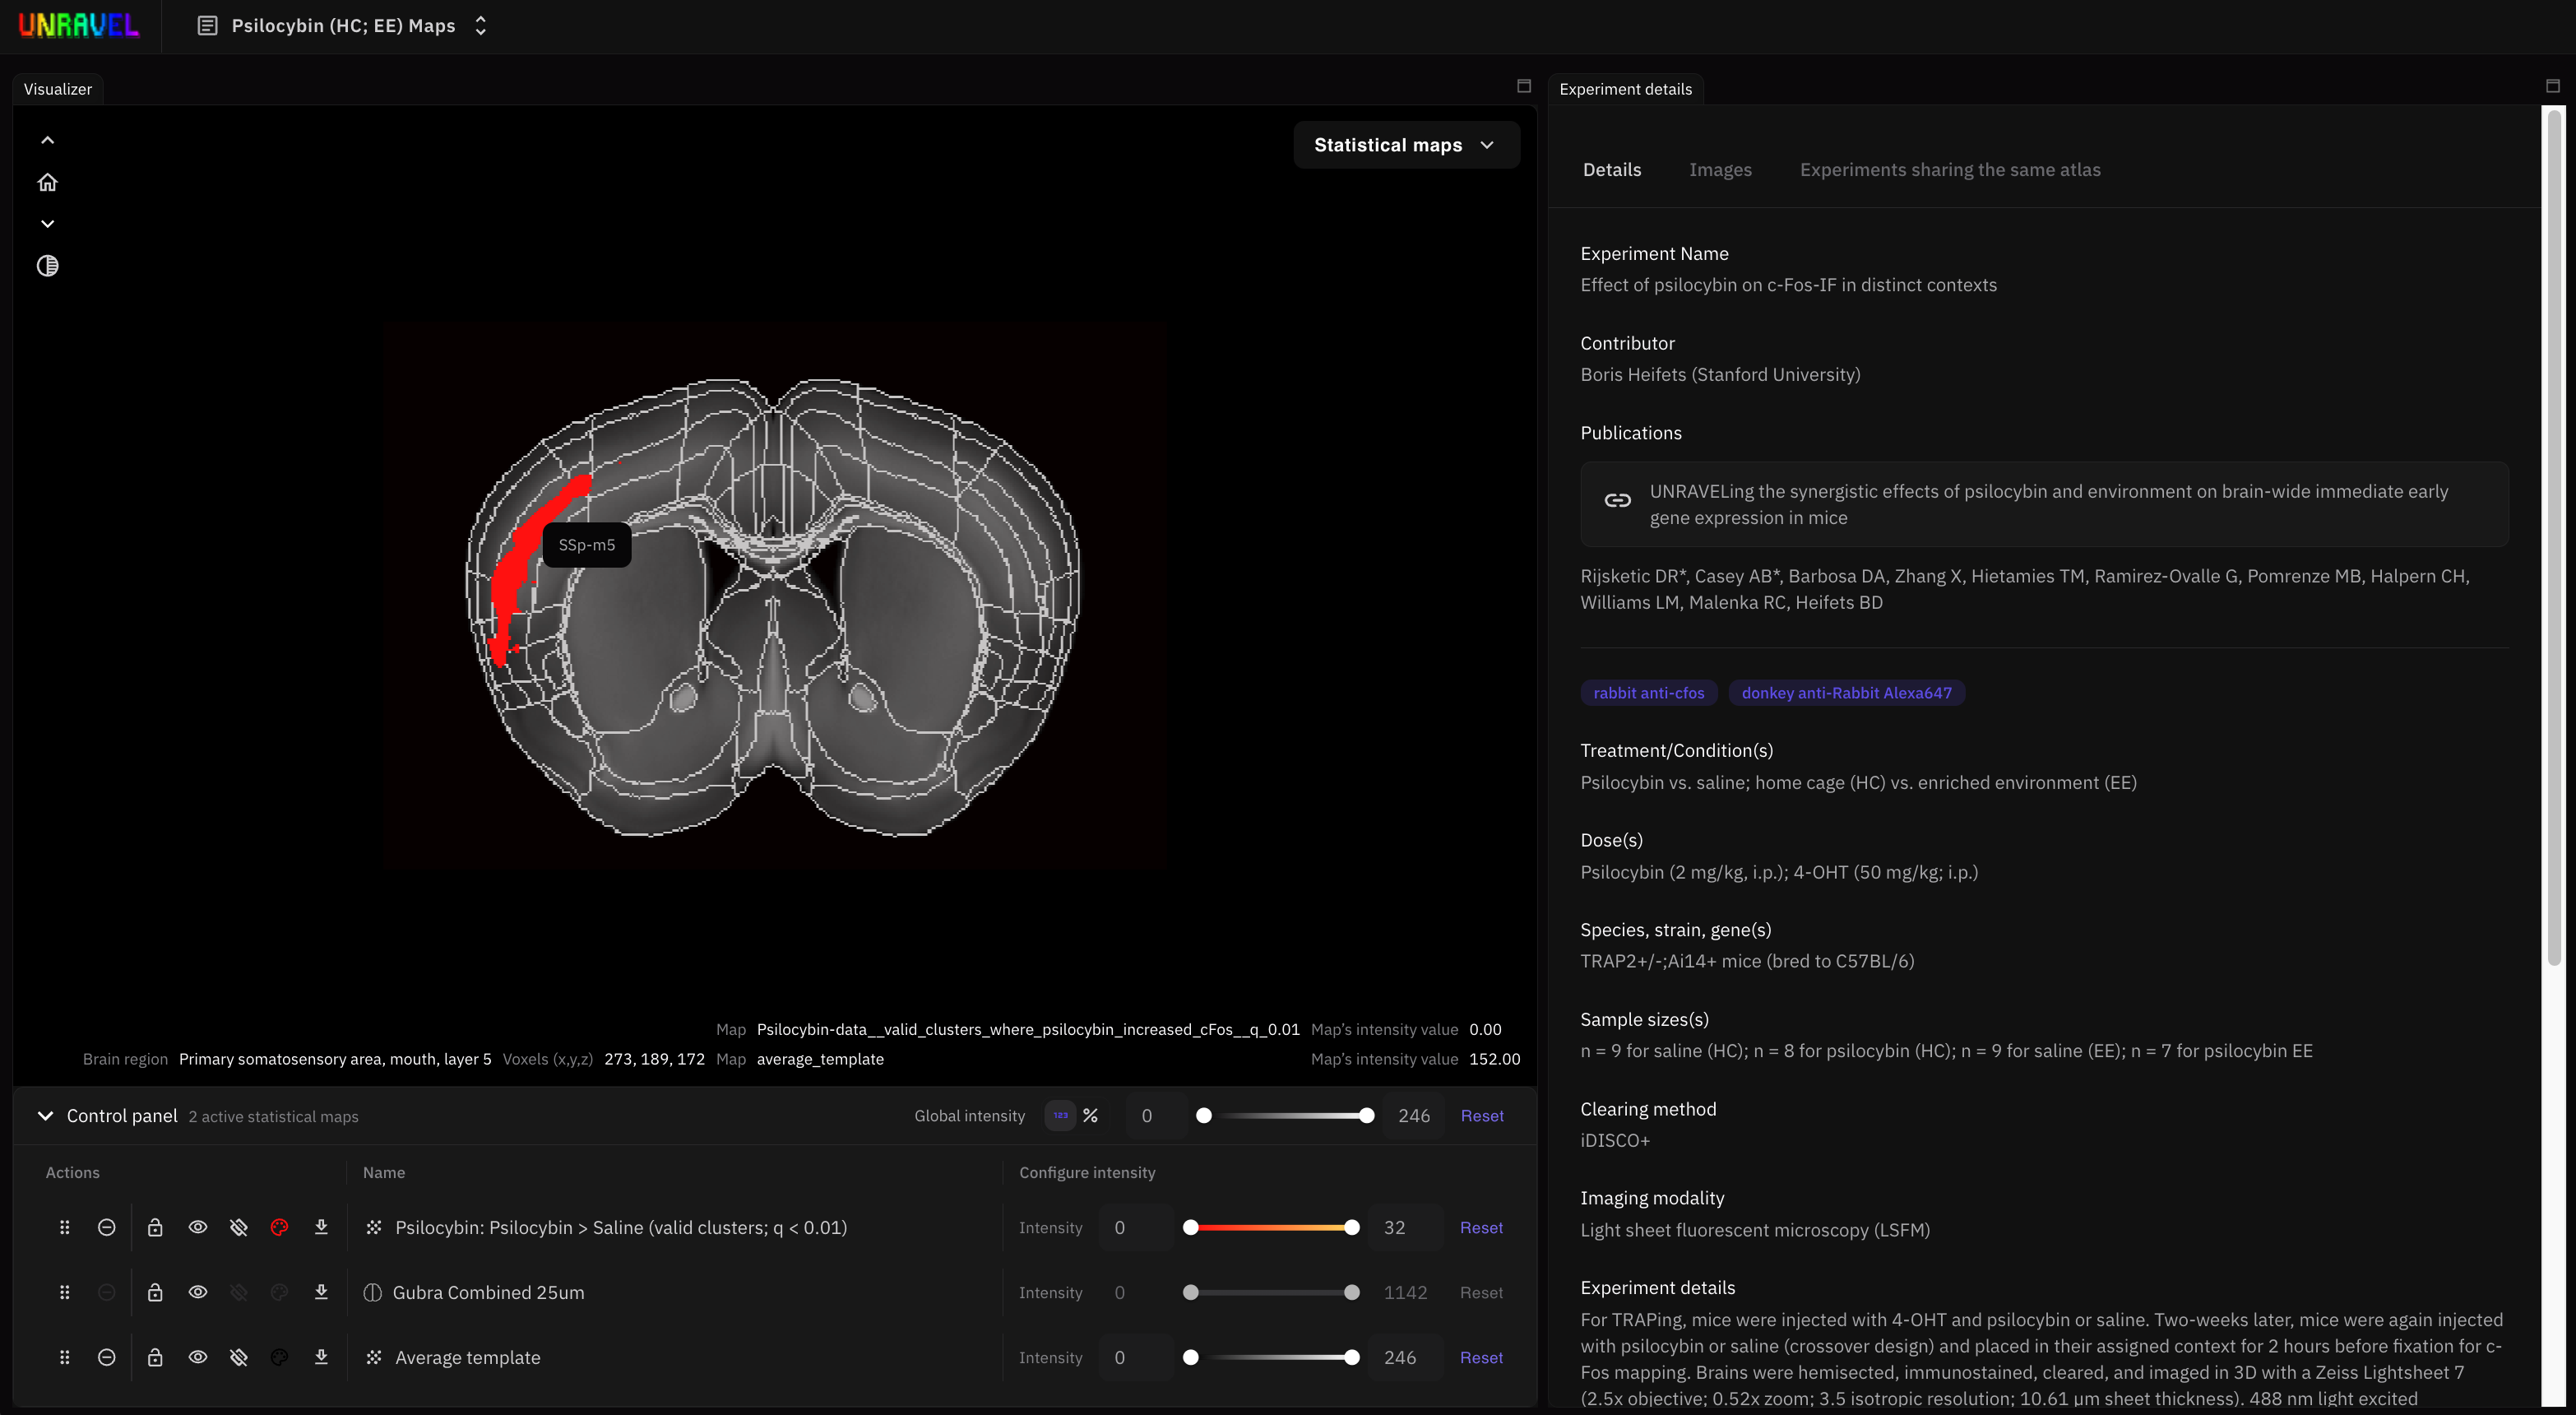 UNRAVEL
Psilocybin (HC; EE) Maps
Visualizer
Statistical maps
SSp-m5
Map Psilocybin-data__valid_clusters_where_psilocybin_increased_cFos__q_0.01 Map's intensity value 0.00
Brain region Primary somatosensory area, mouth, layer 5 Voxels (x,y,z) 273, 189, 172 Map average_template Map's intensity value 152.00
Control panel 2 active statistical maps Global intensity 123 % 0 246 Reset
Actions Name Configure intensity
Psilocybin: Psilocybin > Saline (valid clusters; q < 0.01) Intensity 0 32 Reset
Gubra Combined 25um Intensity 0 1142 Reset
Average template Intensity 0 246 Reset
Experiment details
Details Images Experiments sharing the same atlas
Experiment Name
Effect of psilocybin on c-Fos-IF in distinct contexts
Contributor
Boris Heifets (Stanford University)
Publications
UNRAVELing the synergistic effects of psilocybin and environment on brain-wide immediate early
gene expression in mice
Rijsketic DR*, Casey AB*, Barbosa DA, Zhang X, Hietamies TM, Ramirez-Ovalle G, Pomrenze MB, Halpern CH,
Williams LM, Malenka RC, Heifets BD
rabbit anti-cfos donkey anti-Rabbit Alexa647
Treatment/Condition(s)
Psilocybin vs. saline; home cage (HC) vs. enriched environment (EE)
Dose(s)
Psilocybin (2 mg/kg, i.p.); 4-OHT (50 mg/kg; i.p.)
Species, strain, gene(s)
TRAP2+/-;Ai14+ mice (bred to C57BL/6)
Sample sizes(s)
n = 9 for saline (HC); n = 8 for psilocybin (HC); n = 9 for saline (EE); n = 7 for psilocybin EE
Clearing method
iDISCO+
Imaging modality
Light sheet fluorescent microscopy (LSFM)
Experiment details
For TRAPing, mice were injected with 4-OHT and psilocybin or saline. Two-weeks later, mice were again injected
with psilocybin or saline (crossover design) and placed in their assigned context for 2 hours before fixation for c-
Fos mapping. Brains were hemisected, immunostained, cleared, and imaged in 3D with a Zeiss Lightsheet 7
(2.5x objective; 0.52x zoom; 3.5 isotropic resolution; 10.61 µm sheet thickness). 488 nm light excited